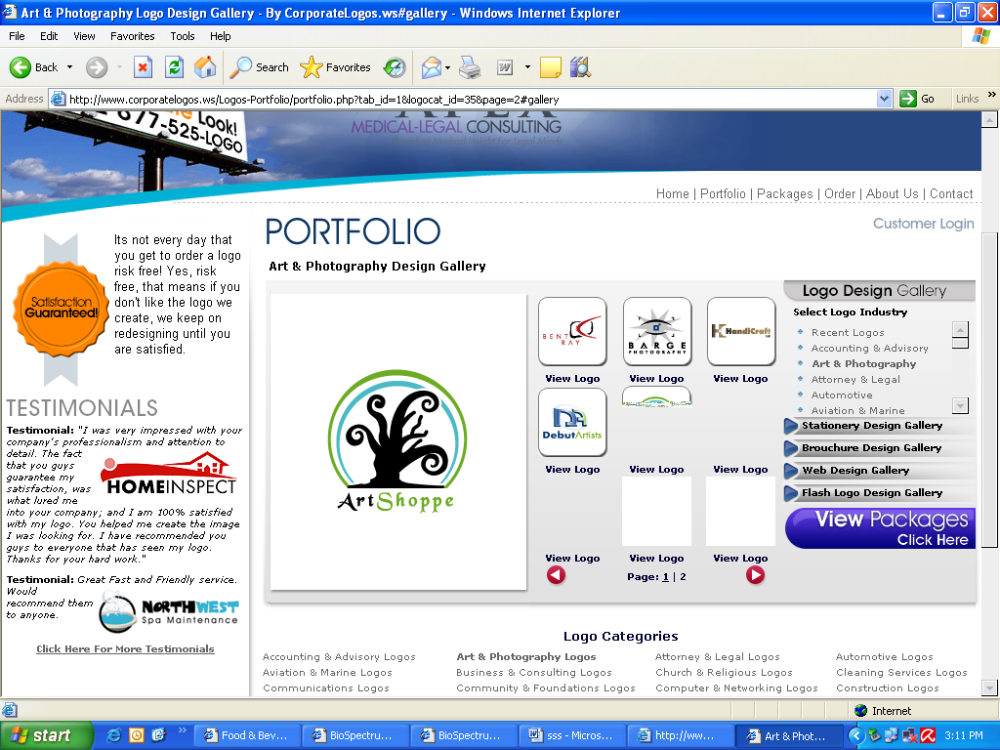 Art & Photography Logo Design Gallery - By CorporateLogos.ws#gallery - Windows Internet Explorer
File Edit View Favorites Tools Help
Back Search Favorites
Address http://www.corporatelogos.ws/Logos-Portfolio/portfolio.php?tab_id=1&logocat_id=35&page=2#gallery Go Links »
Look!
677-525-LOGO
APEX
MEDICAL-LEGAL CONSULTING
Providing Medical Insight For Legal Minds
Home | Portfolio | Packages | Order | About Us | Contact
PORTFOLIO
Customer Login
Art & Photography Design Gallery
Satisfaction
Guaranteed!
Its not every day that
you get to order a logo
risk free! Yes, risk
free, that means if you
don't like the logo we
create, we keep on
redesigning until you
are satisfied.
TESTIMONIALS
Testimonial: "I was very impressed with your
company's professionalism and attention to
detail. The fact
that you guys
guarantee my
satisfaction, was
what lured me
HOMEINSPECT
into your company; and I am 100% satisfied
with my logo. You helped me create the image
I was looking for. I have recommended you
guys to everyone that has seen my logo.
Thanks for your hard work."
Testimonial: Great Fast and Friendly service.
Would
recommend them
to anyone.
NORTHWEST
Spa Maintenance
Click Here For More Testimonials
ArtShoppe
BENT RAY
BARGE
PHOTOGRAPHY
HandiCraft
View Logo View Logo View Logo
DebutArtists
View Logo View Logo View Logo
View Logo View Logo View Logo
Page: 1 | 2
Logo Design Gallery
Select Logo Industry
Recent Logos
Accounting & Advisory
Art & Photography
Attorney & Legal
Automotive
Aviation & Marine
Stationery Design Gallery
Brouchure Design Gallery
Web Design Gallery
Flash Logo Design Gallery
View Packages
Click Here
Logo Categories
Accounting & Advisory Logos Art & Photography Logos Attorney & Legal Logos Automotive Logos
Aviation & Marine Logos Business & Consulting Logos Church & Religious Logos Cleaning Services Logos
Communications Logos Community & Foundations Logos Computer & Networking Logos Construction Logos
Internet
start Food & Bev... BioSpectru... BioSpectru... sss - Micros... http://www... Art & Phot... 3:11 PM